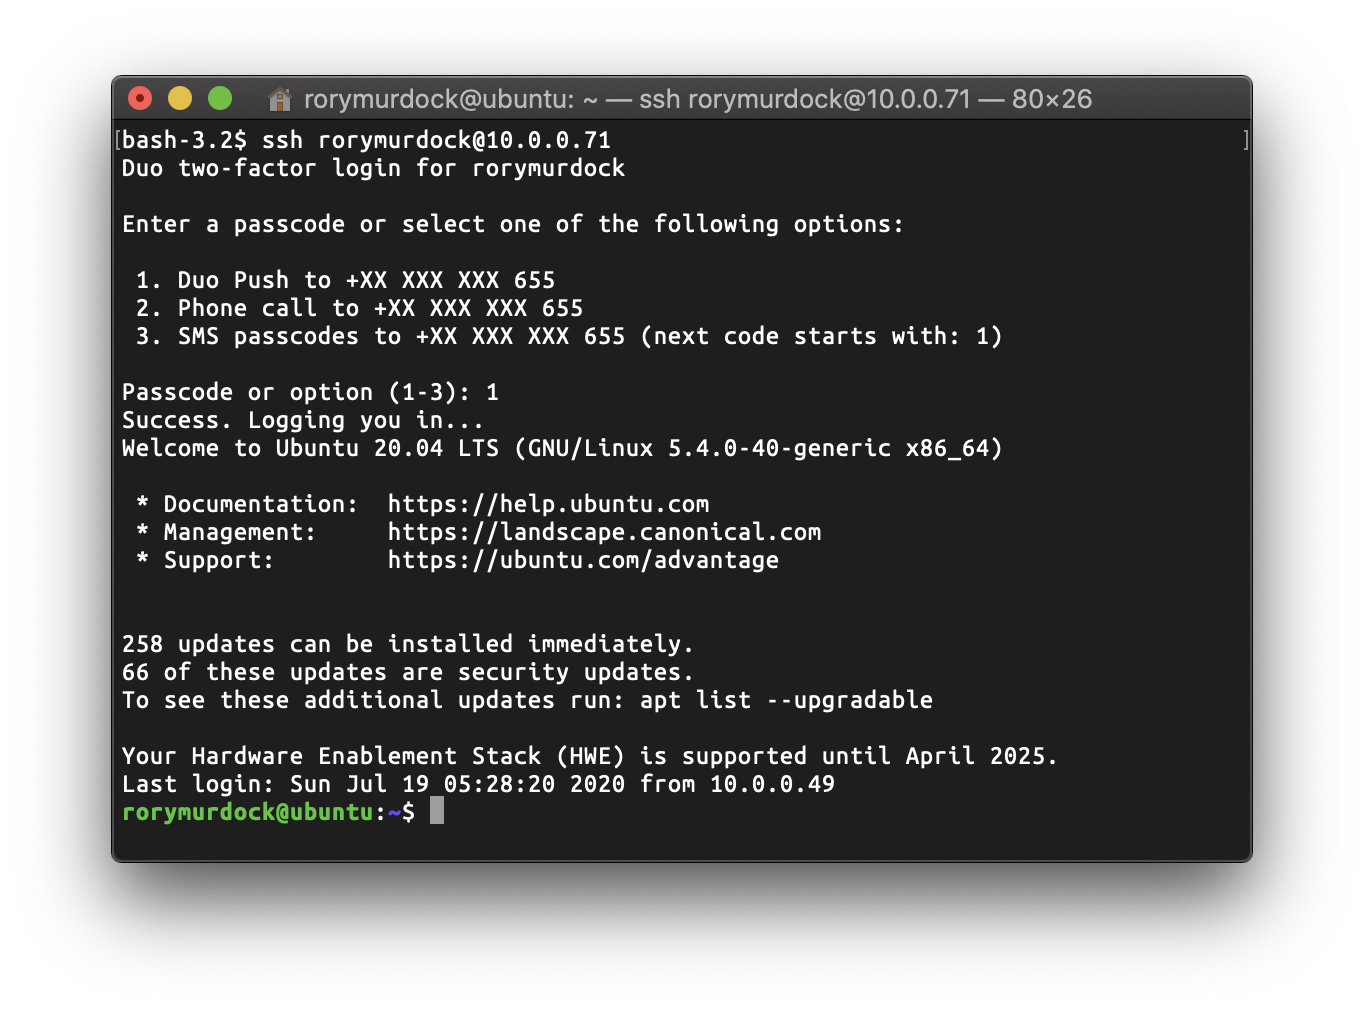 rorymurdock@ubuntu: ~ — ssh rorymurdock@10.0.0.71 — 80×26
[bash-3.2$ ssh rorymurdock@10.0.0.71 ]
Duo two-factor login for rorymurdock
Enter a passcode or select one of the following options:
1. Duo Push to +XX XXX XXX 655
2. Phone call to +XX XXX XXX 655
3. SMS passcodes to +XX XXX XXX 655 (next code starts with: 1)
Passcode or option (1-3): 1
Success. Logging you in...
Welcome to Ubuntu 20.04 LTS (GNU/Linux 5.4.0-40-generic x86_64)
* Documentation:  https://help.ubuntu.com
* Management:     https://landscape.canonical.com
* Support:        https://ubuntu.com/advantage
258 updates can be installed immediately.
66 of these updates are security updates.
To see these additional updates run: apt list --upgradable
Your Hardware Enablement Stack (HWE) is supported until April 2025.
Last login: Sun Jul 19 05:28:20 2020 from 10.0.0.49
rorymurdock@ubuntu:~$